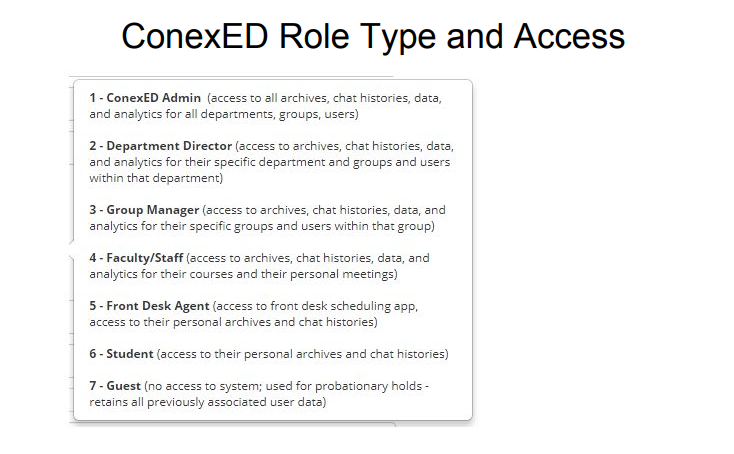 ConexED Role Type and Access
1 - ConexED Admin (access to all archives, chat histories, data,
and analytics for all departments, groups, users)
2 - Department Director (access to archives, chat histories, data,
and analytics for their specific department and groups and users
within that department)
3 - Group Manager (access to archives, chat histories, data, and
analytics for their specific groups and users within that group)
4 - Faculty/Staff (access to archives, chat histories, data, and
analytics for their courses and their personal meetings)
5 - Front Desk Agent (access to front desk scheduling app,
access to their personal archives and chat histories)
6 - Student (access to their personal archives and chat histories)
7 - Guest (no access to system; used for probationary holds -
retains all previously associated user data)